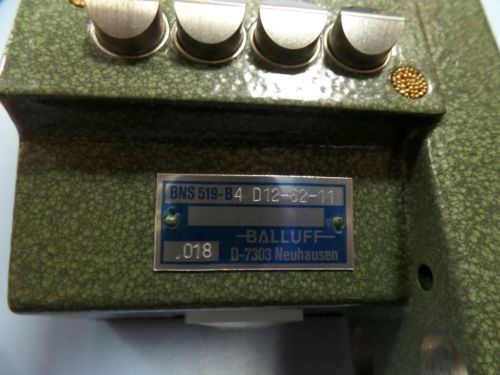 BNS 519-B4 D12-62-11
BALLUFF
.018 D-7303 Neuhausen